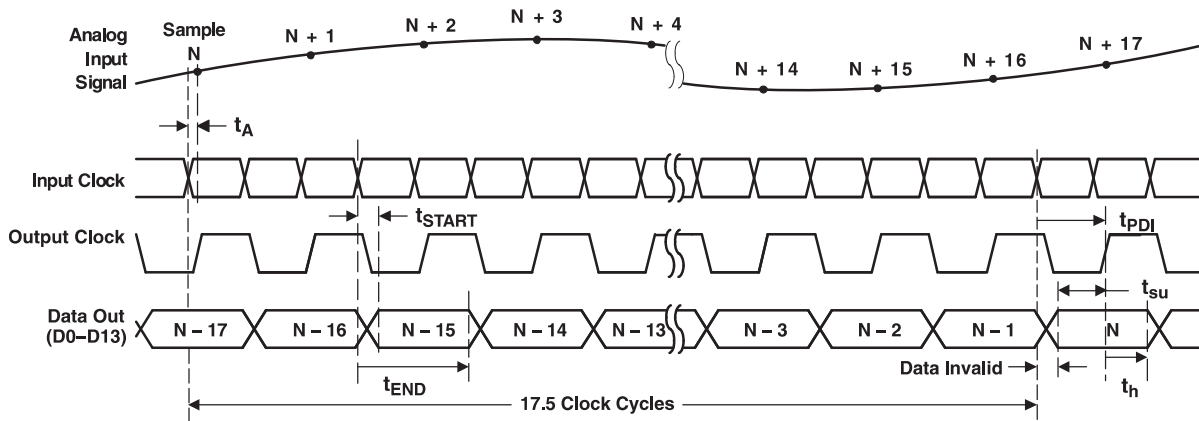 Analog Input Signal
Sample N
N + 1
N + 2
N + 3
N + 4
N + 14
N + 15
N + 16
N + 17
tA
Input Clock
tSTART
tPDI
Output Clock
tsu
Data Out (D0–D13)
N – 17
N – 16
N – 15
N – 14
N – 13
N – 3
N – 2
N – 1
N
tEND
Data Invalid
th
17.5 Clock Cycles